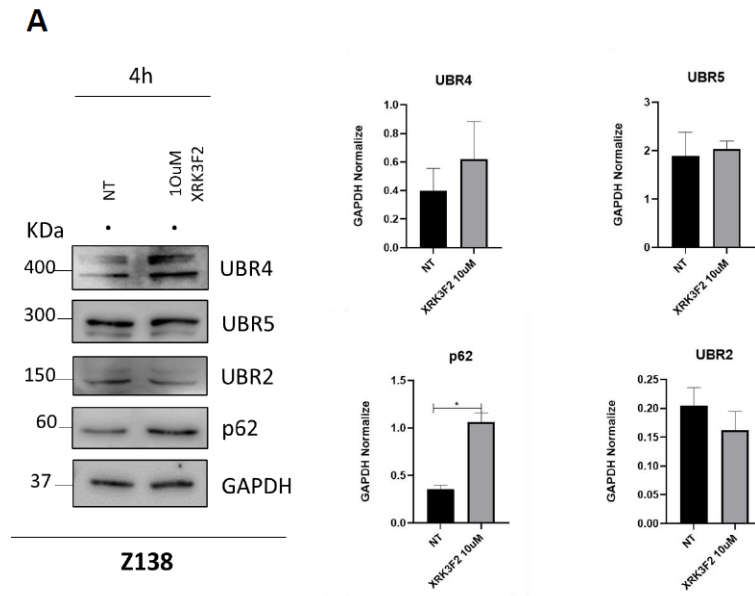 A
4h
NT
1OuM
XRK3F2
KDa
400
UBR4
300
UBR5
150
UBR2
60
p62
37
GAPDH
Z138
UBR4
GAPDH Normalize
1.0
0.8
0.6
0.4
0.2
0.0
NT
XRK3F2 10uM
UBR5
GAPDH Normalize
3
2
1
0
NT
XRK3F2 10uM
p62
GAPDH Normalize
1.5
1.0
0.5
0.0
*
NT
XRK3F2 10uM
UBR2
GAPDH Normalize
0.25
0.20
0.15
0.10
0.05
0.00
NT
XRK3F2 10uM